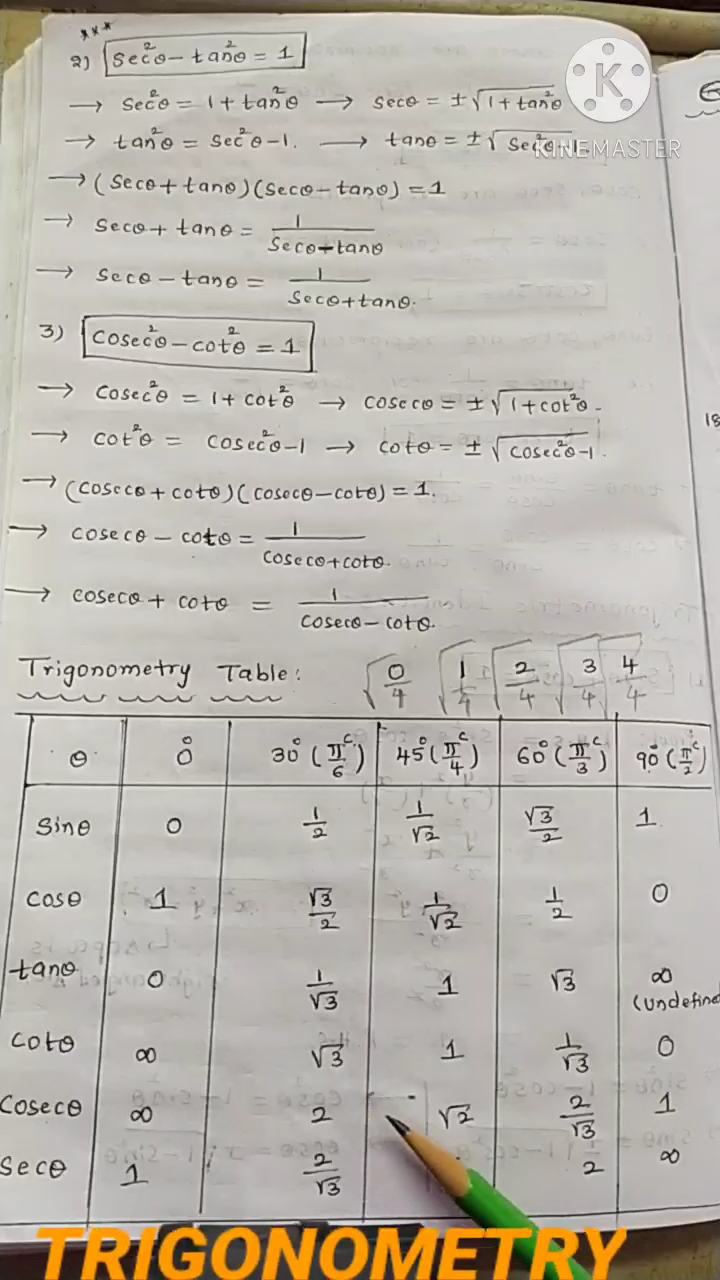 ***
2) sec²θ - tan²θ = 1
→ sec²θ = 1 + tan²θ → secθ = ±√(1 + tan²θ)
→ tan²θ = sec²θ - 1. → tanθ = ±√(sec²θ - 1)
KINEMASTER
→ (secθ + tanθ)(secθ - tanθ) = 1
→ secθ + tanθ = 1/(secθ - tanθ)
→ secθ - tanθ = 1/(secθ + tanθ).
3) cosec²θ - cot²θ = 1
→ cosec²θ = 1 + cot²θ → cosecθ = ±√(1 + cot²θ).
→ cot²θ = cosec²θ - 1 → cotθ = ±√(cosec²θ - 1).
→ (cosecθ + cotθ)(cosecθ - cotθ) = 1.
→ cosecθ - cotθ = 1/(cosecθ + cotθ).
→ cosecθ + cotθ = 1/(cosecθ - cotθ).
18
Trigonometry Table: √(0/4) √(1/4) √(2/4) √(3/4) √(4/4)
θ 0° 30° (π/6)ᶜ 45° (π/4)ᶜ 60° (π/3)ᶜ 90° (π/2)ᶜ
sinθ 0 1/2 1/√2 √3/2 1
cosθ 1 √3/2 1/√2 1/2 0
tanθ 0 1/√3 1 √3 ∞
(undefine
cotθ ∞ √3 1 1/√3 0
cosecθ ∞ 2 √2 2/√3 1
secθ 1 2/√3 2 ∞
TRIGONOMETRY